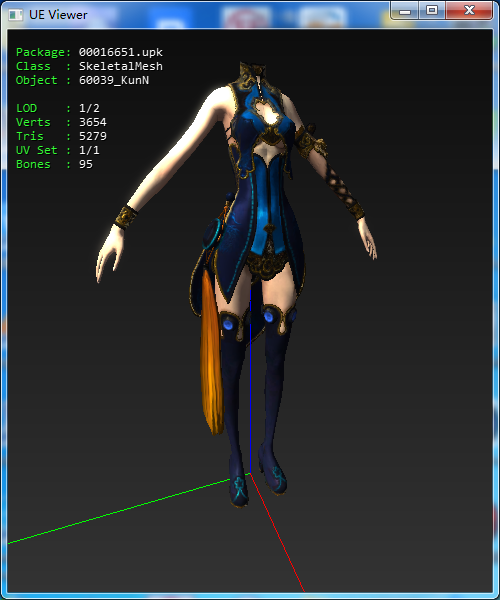 UE Viewer
Package: 00016651.upk
Class : SkeletalMesh
Object : 60039_KunN
LOD : 1/2
Verts : 3654
Tris : 5279
UV Set : 1/1
Bones : 95